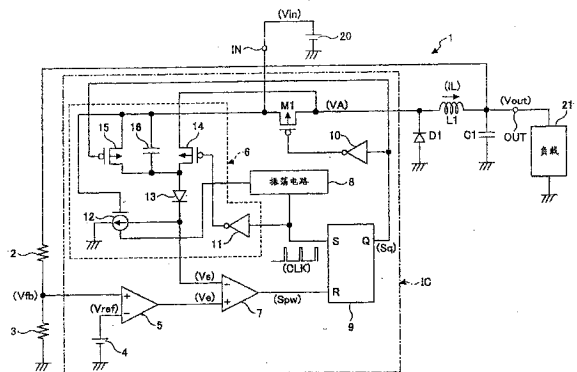 (Vin)
20
1
IN
(IL)
M1
(VA)
(Vout)
21
15
16
14
L1
D1
C1
OUT
负载
10
6
13
振荡电路
8
12
11
2
S
Q
(Sq)
(CLK)
(Vs)
IC
(Vfb)
+
−
(Vref)
(Ve)
+
(Spw)
R
−
3
4
5
7
9